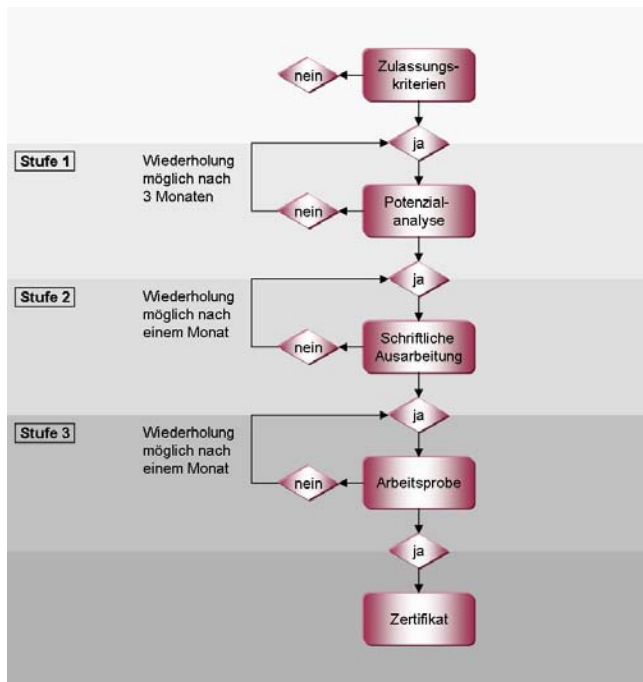 Zulassungs-
kriterien
nein
ja
Stufe 1
Wiederholung
möglich nach
3 Monaten
nein
Potenzial-
analyse
ja
Stufe 2
Wiederholung
möglich nach
einem Monat
nein
Schriftliche
Ausarbeitung
ja
Stufe 3
Wiederholung
möglich nach
einem Monat
nein
Arbeitsprobe
ja
Zertifikat